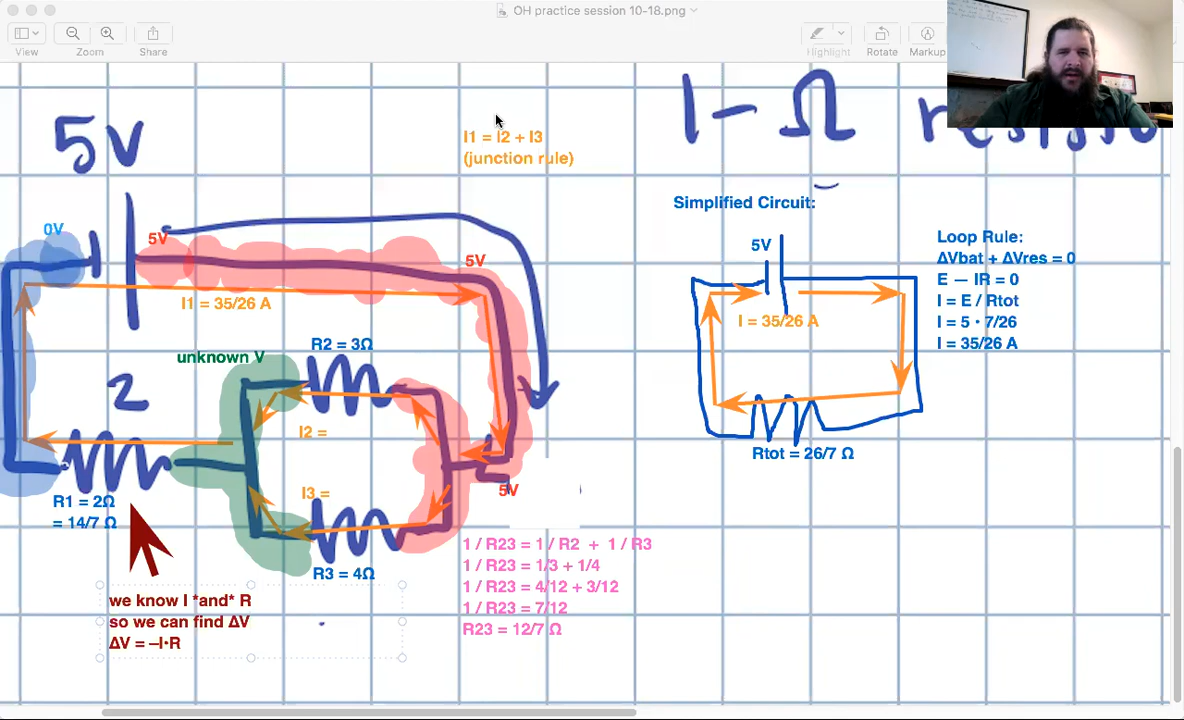 OH practice session 10-18.png
View
Zoom
Share
Highlight
Rotate
Markup
5V
1-Ω
I1 = I2 + I3
(junction rule)
0V
5V
5V
I1 = 35/26 A
unknown V
R2 = 3Ω
2
I2 =
I3 =
5V
R1 = 2Ω
= 14/7 Ω
R3 = 4Ω
we know I *and* R
so we can find ΔV
ΔV = –I·R
1 / R23 = 1 / R2 + 1 / R3
1 / R23 = 1/3 + 1/4
1 / R23 = 4/12 + 3/12
1 / R23 = 7/12
R23 = 12/7 Ω
Simplified Circuit:
5V
I = 35/26 A
Rtot = 26/7 Ω
Loop Rule:
ΔVbat + ΔVres = 0
E — IR = 0
I = E / Rtot
I = 5 · 7/26
I = 35/26 A